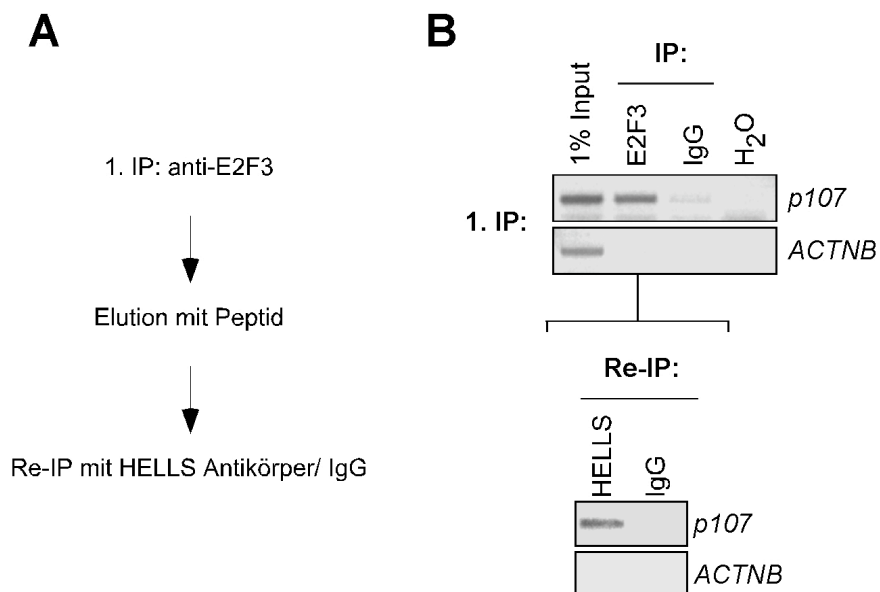 A
1. IP: anti-E2F3
Elution mit Peptid
Re-IP mit HELLS Antikörper/ IgG
B
IP:
1% Input
E2F3
IgG
H2O
1. IP:
p107
ACTNB
Re-IP:
HELLS
IgG
p107
ACTNB